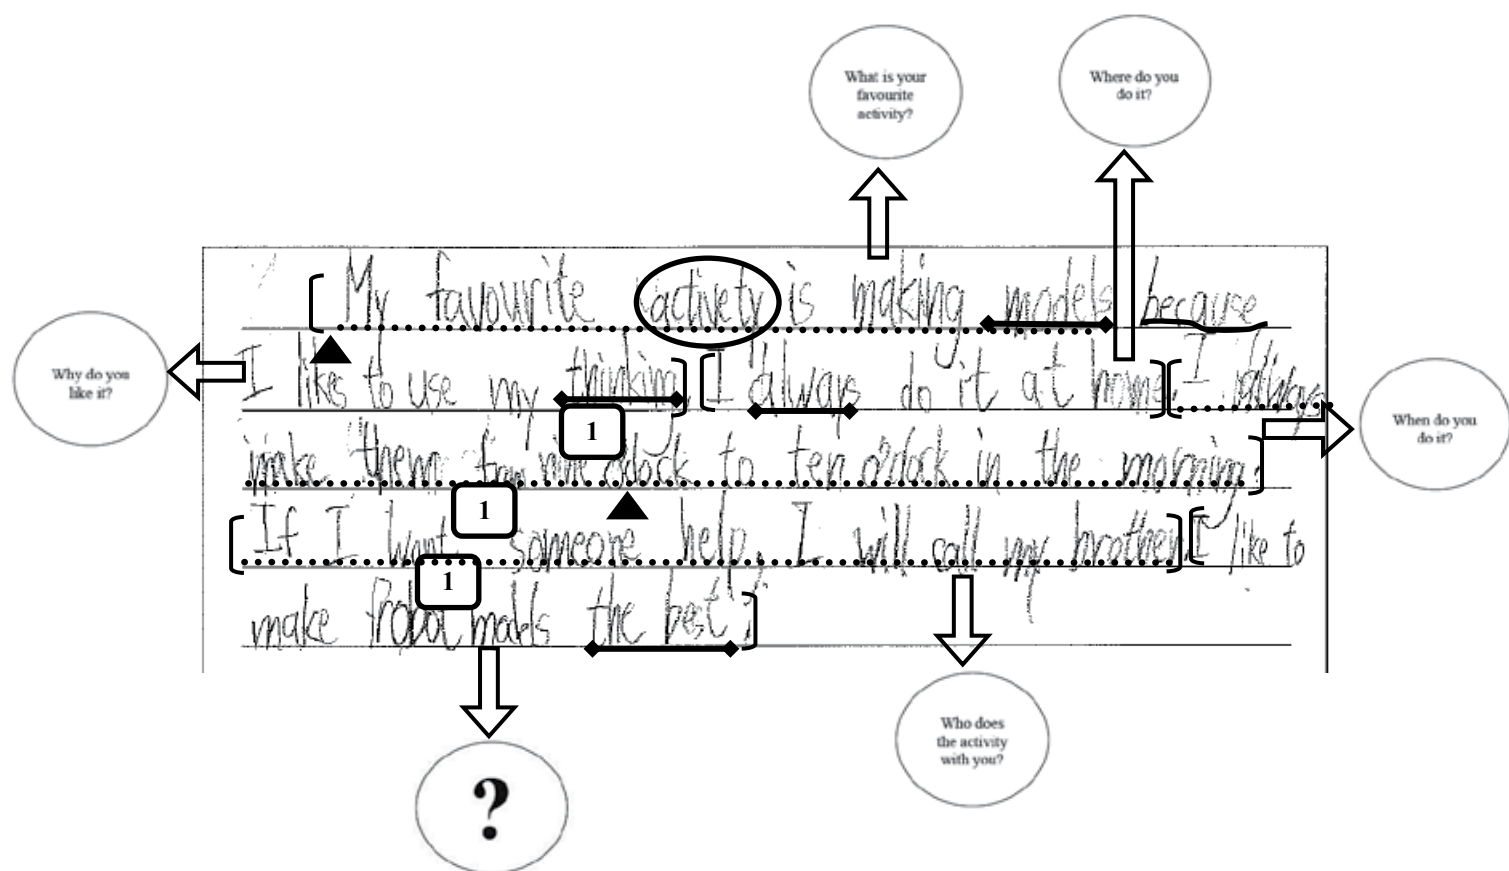 What is your
favourite
activity?
Where do you
do it?
My favourite activety is making models because
Why do you
like it?
I likes to use my thinking. I always do it at home. I always
1
When do you
do it?
make them from nine o'clock to ten o'clock in the morning.
1
If I want someone help, I will call my brother. I like to
1
make Probot models the best.
Who does
the activity
with you?
?